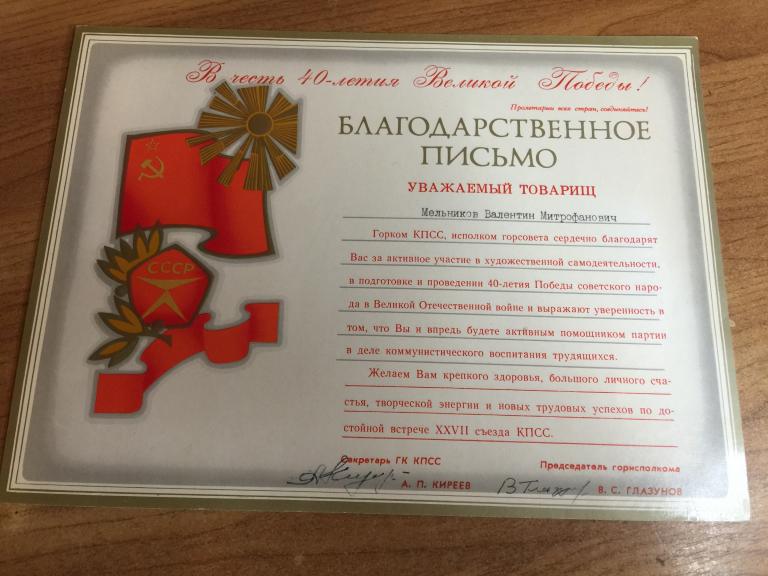 В честь 40-летия Великой Победы!
Пролетарии всех стран, соединяйтесь!
БЛАГОДАРСТВЕННОЕ
ПИСЬМО
УВАЖАЕМЫЙ ТОВАРИЩ
Мельников Валентин Митрофанович
Горком КПСС, исполком горсовета сердечно благодарят
Вас за активное участие в художественной самодеятельности,
в подготовке и проведении 40-летия Победы советского наро-
да в Великой Отечественной войне и выражают уверенность в
том, что Вы и впредь будете активным помощником партии
в деле коммунистического воспитания трудящихся.
Желаем Вам крепкого здоровья, большого личного сча-
стья, творческой энергии и новых трудовых успехов по до-
стойной встрече XXVII съезда КПСС.
СССР
Секретарь ГК КПСС
А. П. КИРЕЕВ
Председатель горисполкома
В. С. ГЛАЗУНОВ